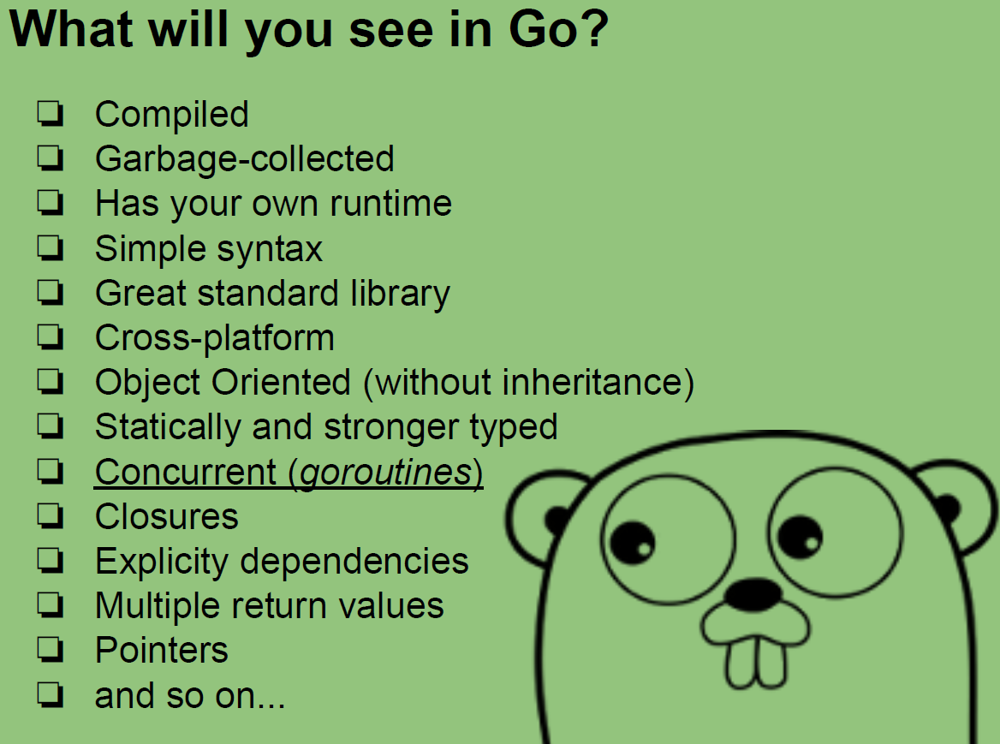 What will you see in Go?
❏ Compiled
❏ Garbage-collected
❏ Has your own runtime
❏ Simple syntax
❏ Great standard library
❏ Cross-platform
❏ Object Oriented (without inheritance)
❏ Statically and stronger typed
❏ Concurrent (goroutines)
❏ Closures
❏ Explicity dependencies
❏ Multiple return values
❏ Pointers
❏ and so on...